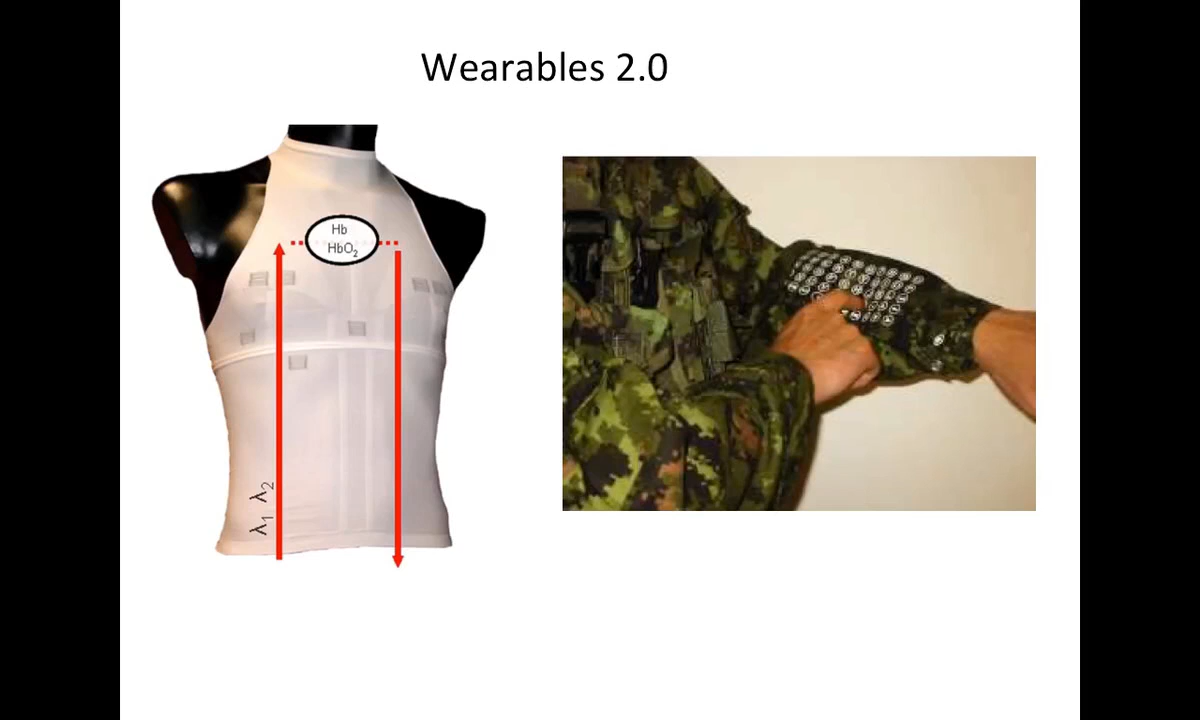 Wearables 2.0
Hb
HbO₂
λ₁ λ₂